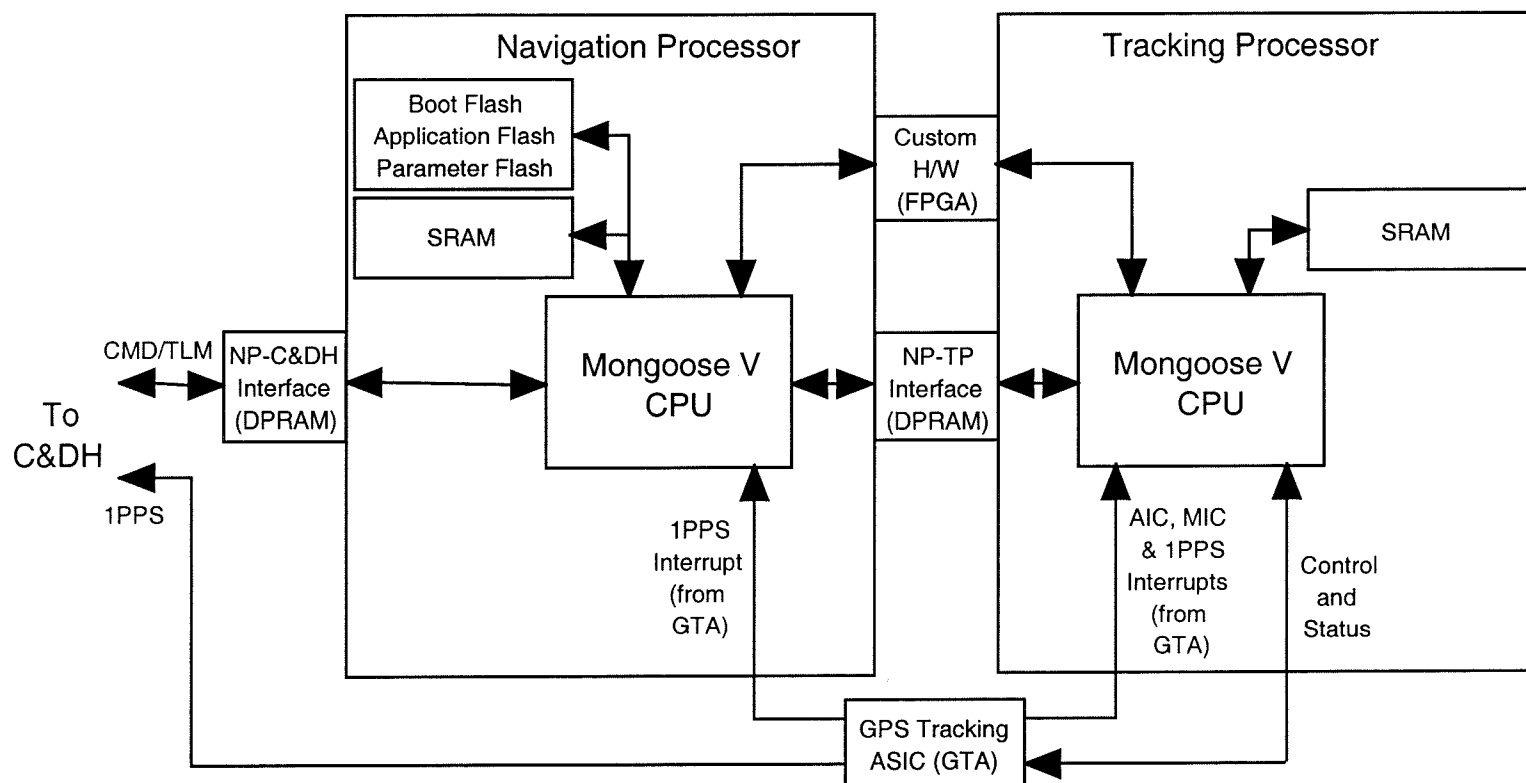 Navigation Processor
Boot Flash
Application Flash
Parameter Flash
SRAM
Mongoose V
CPU
CMD/TLM
NP-C&DH
Interface
(DPRAM)
To
C&DH
1PPS
1PPS
Interrupt
(from
GTA)
Custom
H/W
(FPGA)
NP-TP
Interface
(DPRAM)
Tracking Processor
SRAM
Mongoose V
CPU
AIC, MIC
& 1PPS
Interrupts
(from
GTA)
Control
and
Status
GPS Tracking
ASIC (GTA)